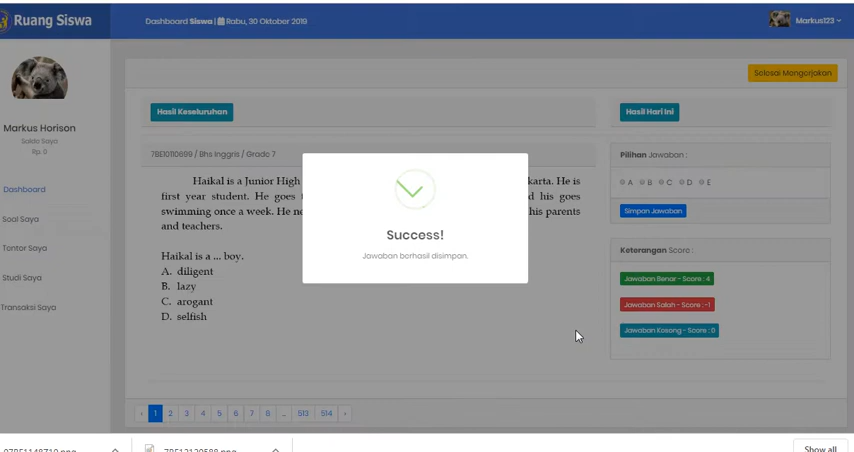 Ruang Siswa
Dashboard Siswa | Rabu, 30 Oktober 2019
Markus123
Selesai Mengerjakan
Markus Horison
Saldo Saya
Rp. 0
Dashboard
Soal Saya
Tentor Saya
Studi Saya
Transaksi Saya
Hasil Keseluruhan
7BE10110699 / Bhs Inggris / Grade 7
Haikal is a Junior High
karta. He is
first year student. He goes
d his goes
swimming once a week. He
his parents
and teachers.
Haikal is a ... boy.
A. diligent
B. lazy
C. arogant
D. selfish
Success!
Jawaban berhasil disimpan.
‹ 1 2 3 4 5 6 7 8 ... 513 514 ›
Hasil Hari Ini
Pilihan Jawaban :
A B C D E
Simpan Jawaban
Keterangan Score :
Jawaban Benar - Score : 4
Jawaban Salah - Score : -1
Jawaban Kosong - Score : 0
Show all